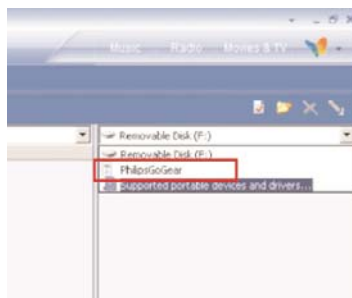 Music Radio Movies & TV
Removable Disk (F:)
Removable Disk (F:)
PhilipsGoGear
Supported portable devices and drivers...